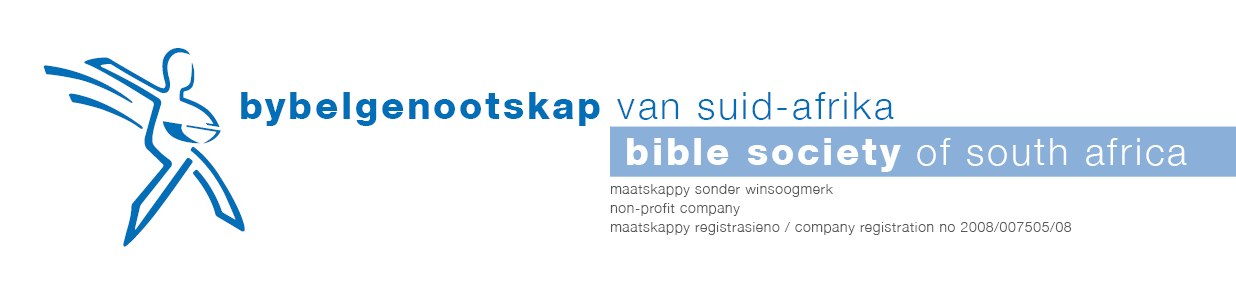 bybelgenootskap van suid-afrika
bible society of south africa
maatskappy sonder winsoogmerk
non-profit company
maatskappy registrasieno / company registration no 2008/007505/08